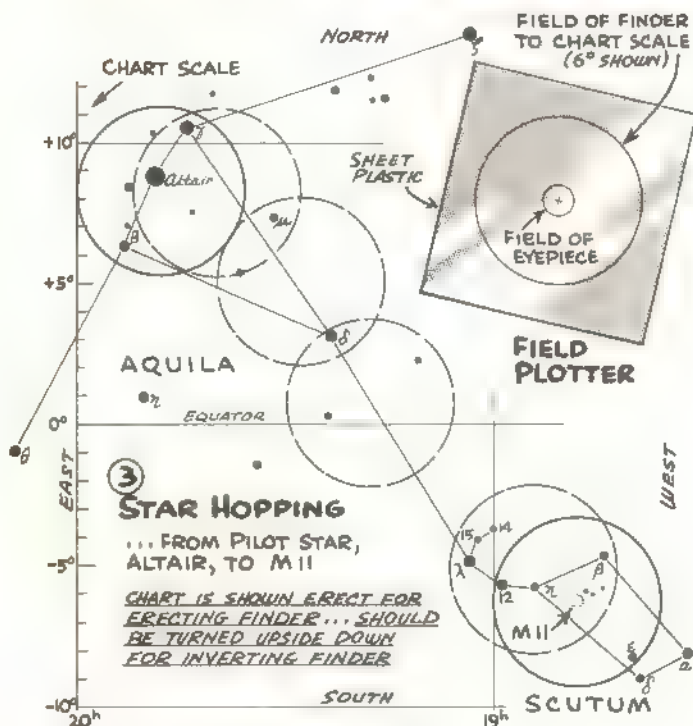 NORTH
ζ
FIELD OF FINDER
TO CHART SCALE
(6° SHOWN)
CHART SCALE
+10°
γ
Altair
SHEET
PLASTIC
β
μ
FIELD OF
EYEPIECE
+5°
δ
FIELD
PLOTTER
AQUILA
η
0°
EQUATOR
θ
EAST
WEST
③
STAR HOPPING
...FROM PILOT STAR,
ALTAIR, TO M11
15
14
-5°
λ
12
η
β
CHART IS SHOWN ERECT FOR
ERECTING FINDER... SHOULD
BE TURNED UPSIDE DOWN
FOR INVERTING FINDER
M11
ε
δ
α
-10°
SOUTH
SCUTUM
20h
19h